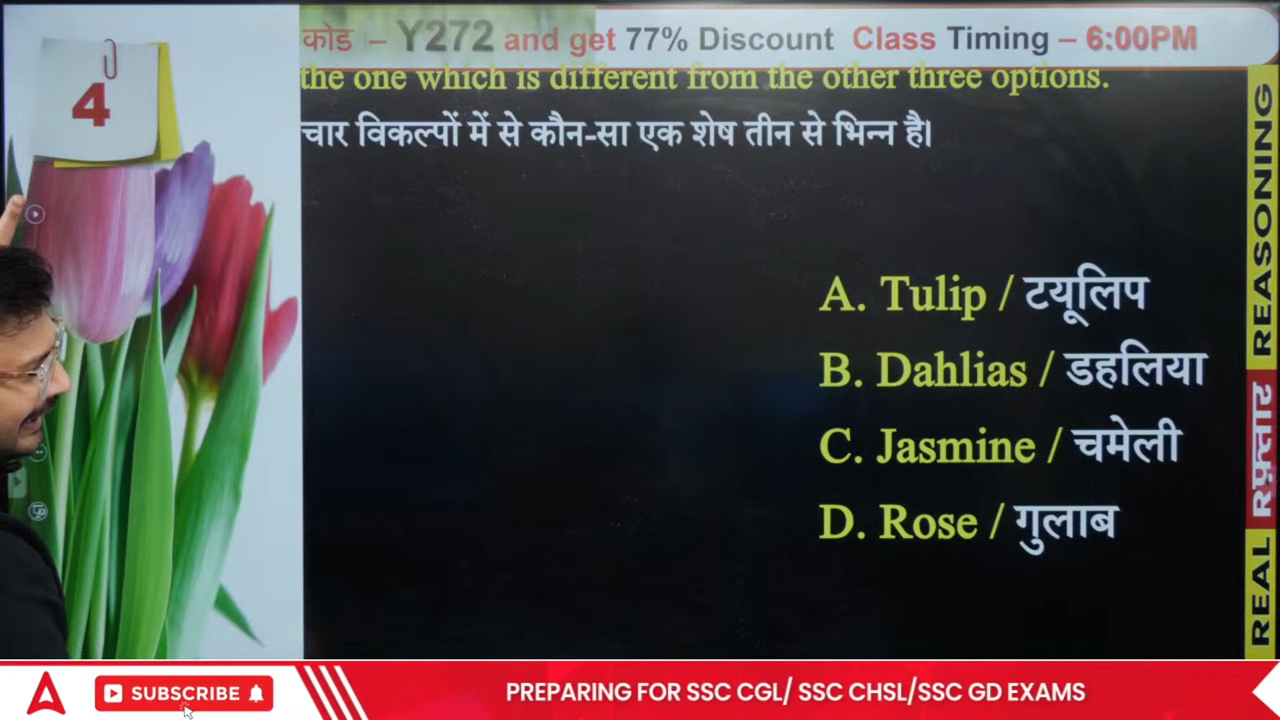 कोड – Y272 and get 77% Discount Class Timing – 6:00PM
4
the one which is different from the other three options.
चार विकल्पों में से कौन-सा एक शेष तीन से भिन्न है।
A. Tulip / टयूलिप
B. Dahlias / डहलिया
C. Jasmine / चमेली
D. Rose / गुलाब
REAL रफ़्तार REASONING
SUBSCRIBE
PREPARING FOR SSC CGL/ SSC CHSL/SSC GD EXAMS